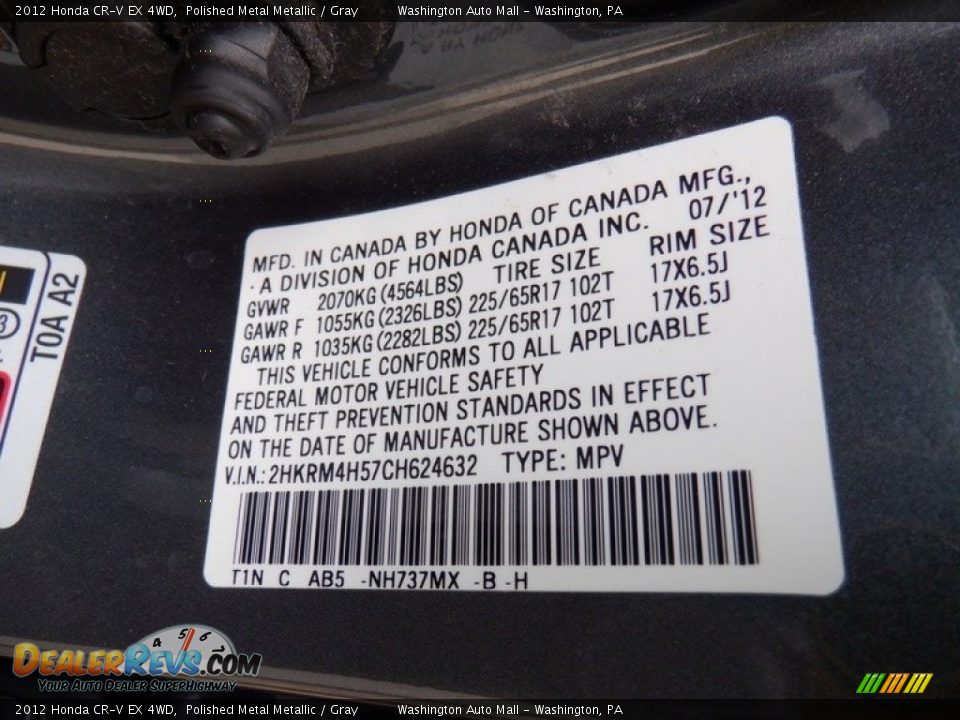 2012 Honda CR-V EX 4WD, Polished Metal Metallic / Gray Washington Auto Mall - Washington, PA
MFD. IN CANADA BY HONDA OF CANADA MFG.,
· A DIVISION OF HONDA CANADA INC. 07/'12
GVWR 2070KG (4564LBS) TIRE SIZE RIM SIZE
GAWR F 1055KG (2326LBS) 225/65R17 102T 17X6.5J
GAWR R 1035KG (2282LBS) 225/65R17 102T 17X6.5J
THIS VEHICLE CONFORMS TO ALL APPLICABLE
FEDERAL MOTOR VEHICLE SAFETY
AND THEFT PREVENTION STANDARDS IN EFFECT
ON THE DATE OF MANUFACTURE SHOWN ABOVE.
V.I.N.: 2HKRM4H57CH624632 TYPE: MPV
T1N C AB5 -NH737MX -B -H
T0A A2
3
4 5 6 7
DEALERREVS.COM
YOUR AUTO DEALER SUPERHIGHWAY
2012 Honda CR-V EX 4WD, Polished Metal Metallic / Gray Washington Auto Mall - Washington, PA